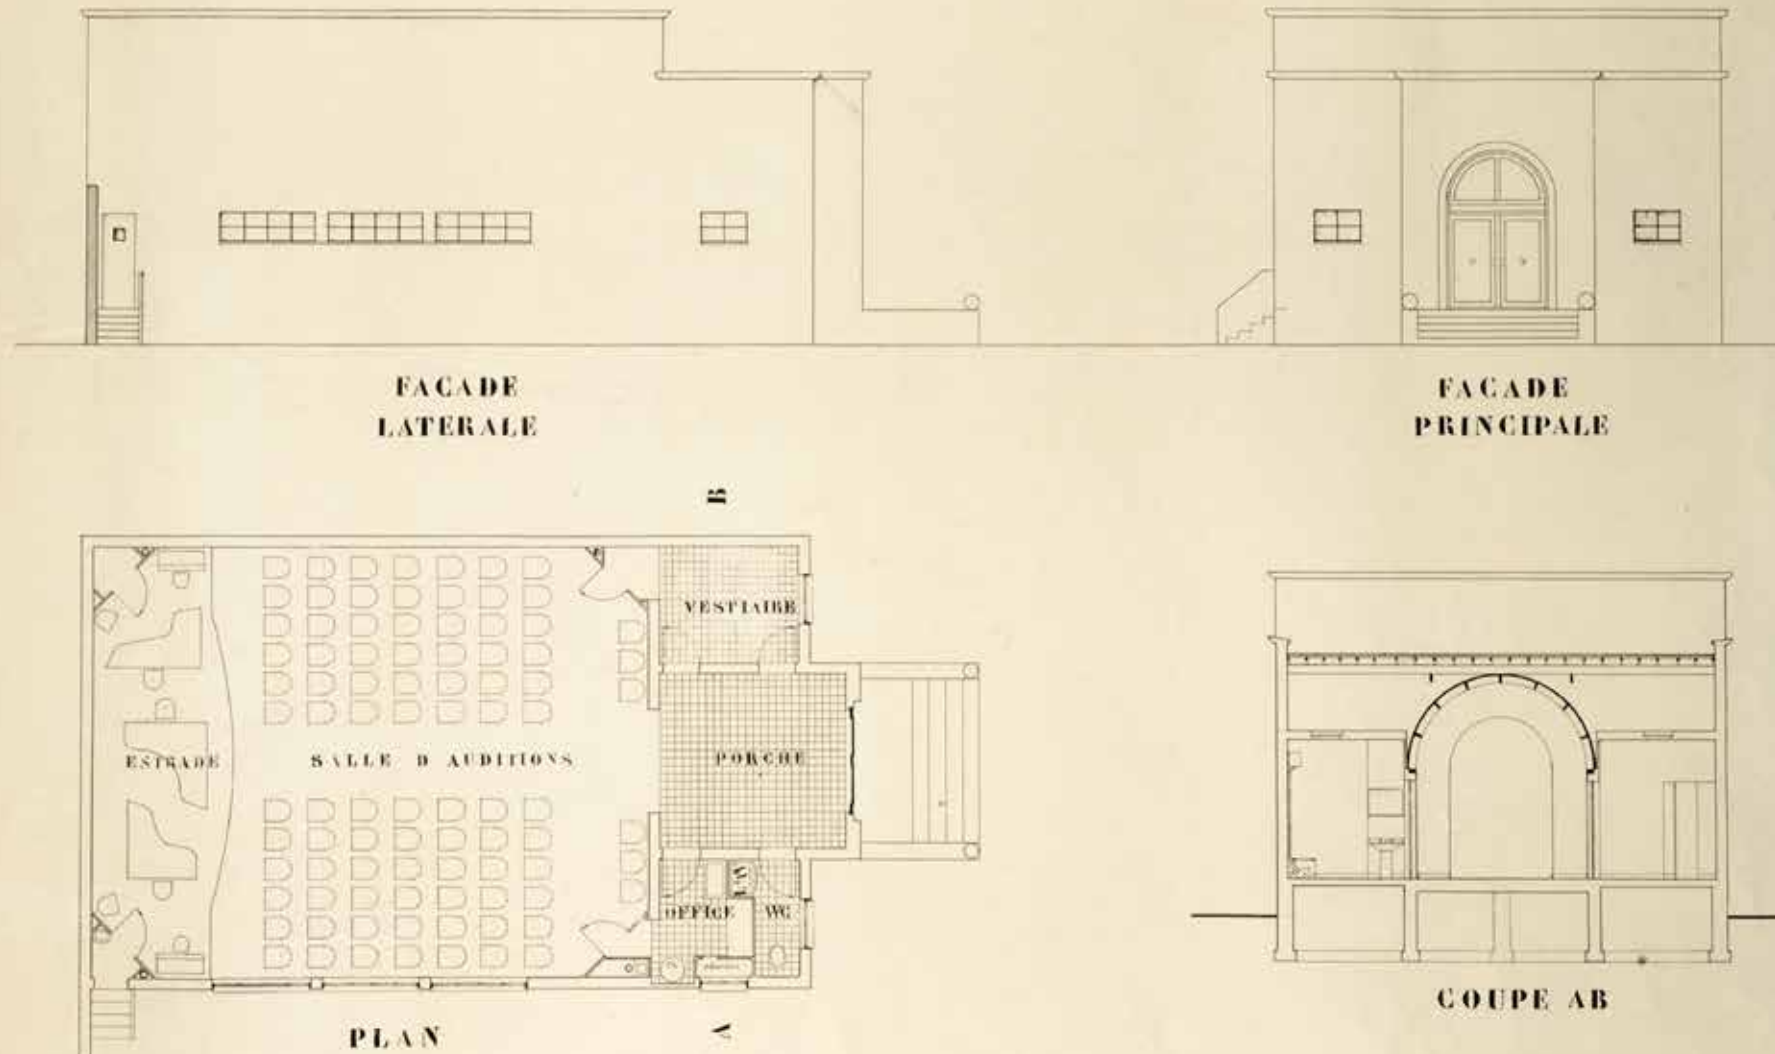 FACADE
LATERALE
FACADE
PRINCIPALE
B
VESTIAIRE
ESTRADE
SALLE D AUDITIONS
PORCHE
OFFICE
WC
A
PLAN
COUPE AB